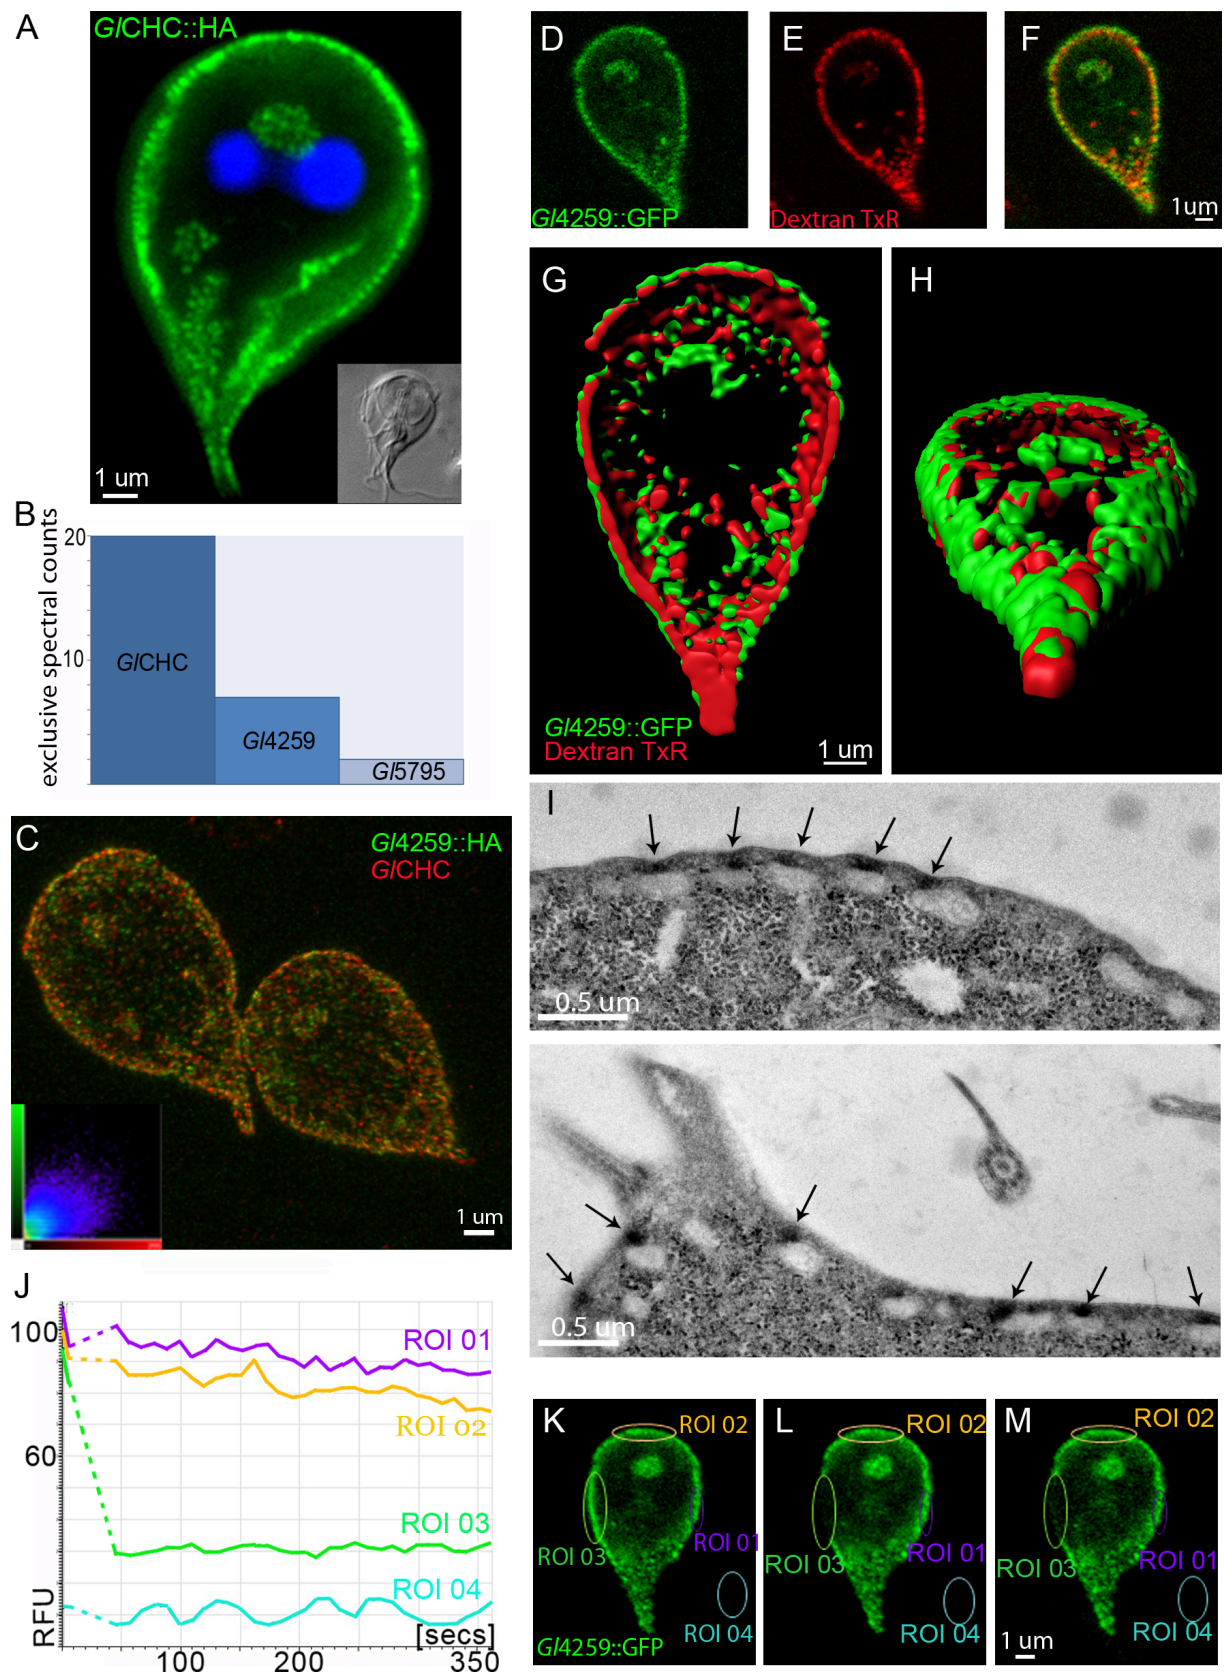 A
GlCHC::HA
1 um
B
exclusive spectral counts
20
10
GlCHC
Gl4259
Gl5795
C
Gl4259::HA
GlCHC
1 um
D
Gl4259::GFP
E
Dextran TxR
F
1um
G
Gl4259::GFP
Dextran TxR
1 um
H
I
0.5 um
0.5 um
J
100
60
RFU
ROI 01
ROI 02
ROI 03
ROI 04
[secs]
100 200 350
K
ROI 02
ROI 03
ROI 01
ROI 04
Gl4259::GFP
L
ROI 02
ROI 03
ROI 01
ROI 04
M
ROI 02
ROI 03
ROI 01
ROI 04
1 um